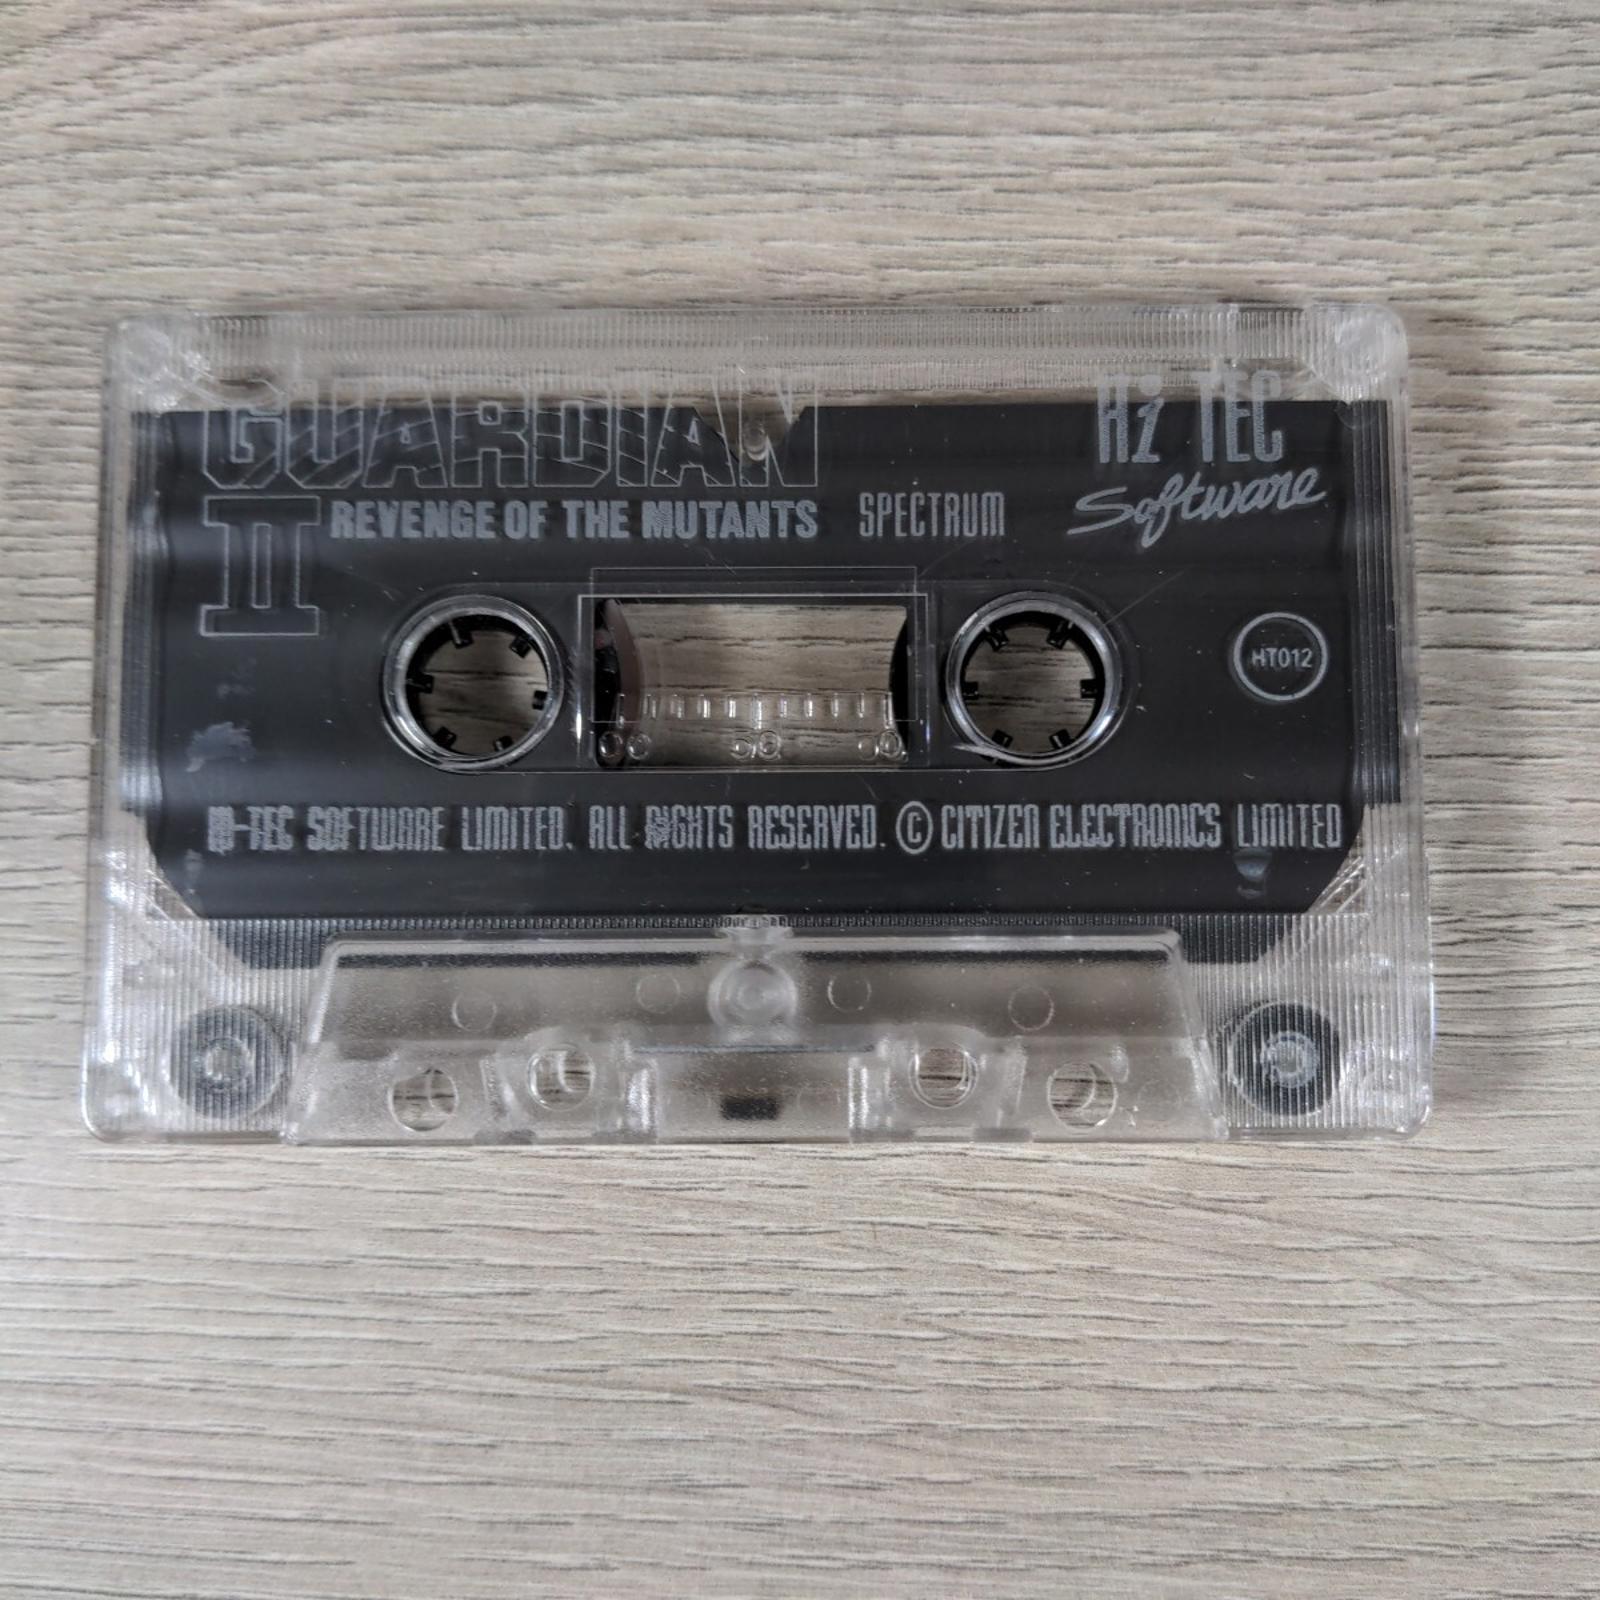 GUARDIAN
II
REVENGE OF THE MUTANTS
SPECTRUM
Hi TEC
Software
HT012
HI-TEC SOFTWARE LIMITED. ALL RIGHTS RESERVED. © CITIZEN ELECTRONICS LIMITED